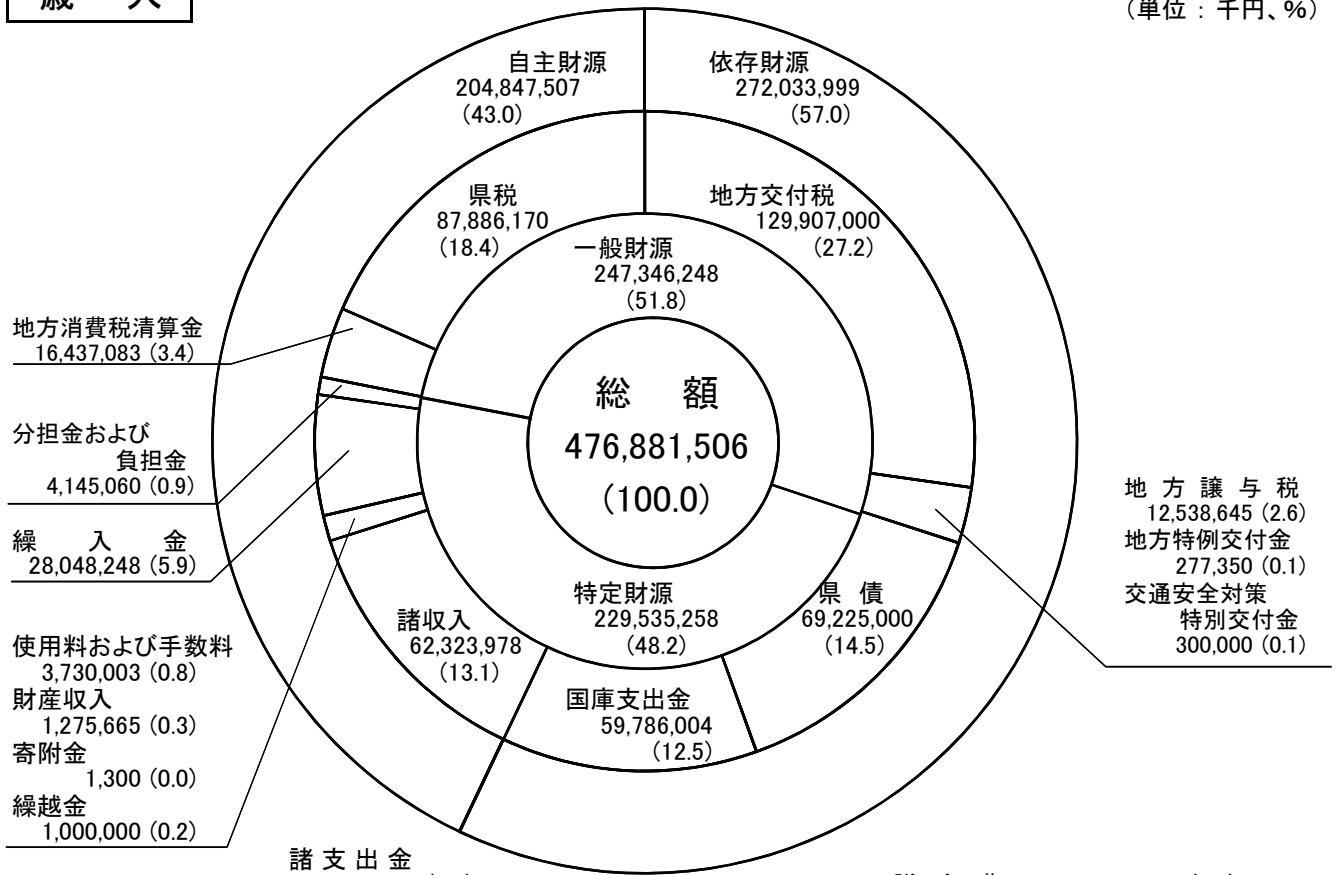 歳 入
（単位：千円、%）
自主財源
204,847,507
(43.0)
依存財源
272,033,999
(57.0)
県税
87,886,170
(18.4)
地方交付税
129,907,000
(27.2)
一般財源
247,346,248
(51.8)
地方消費税清算金
16,437,083 (3.4)
総 額
476,881,506
(100.0)
分担金および
負担金
4,145,060 (0.9)
繰 入 金
28,048,248 (5.9)
地 方 譲 与 税
12,538,645 (2.6)
地方特例交付金
277,350 (0.1)
交通安全対策
特別交付金
300,000 (0.1)
特定財源
229,535,258
(48.2)
県 債
69,225,000
(14.5)
諸収入
62,323,978
(13.1)
国庫支出金
59,786,004
(12.5)
使用料および手数料
3,730,003 (0.8)
財産収入
1,275,665 (0.3)
寄附金
1,300 (0.0)
繰越金
1,000,000 (0.2)
諸 支 出 金